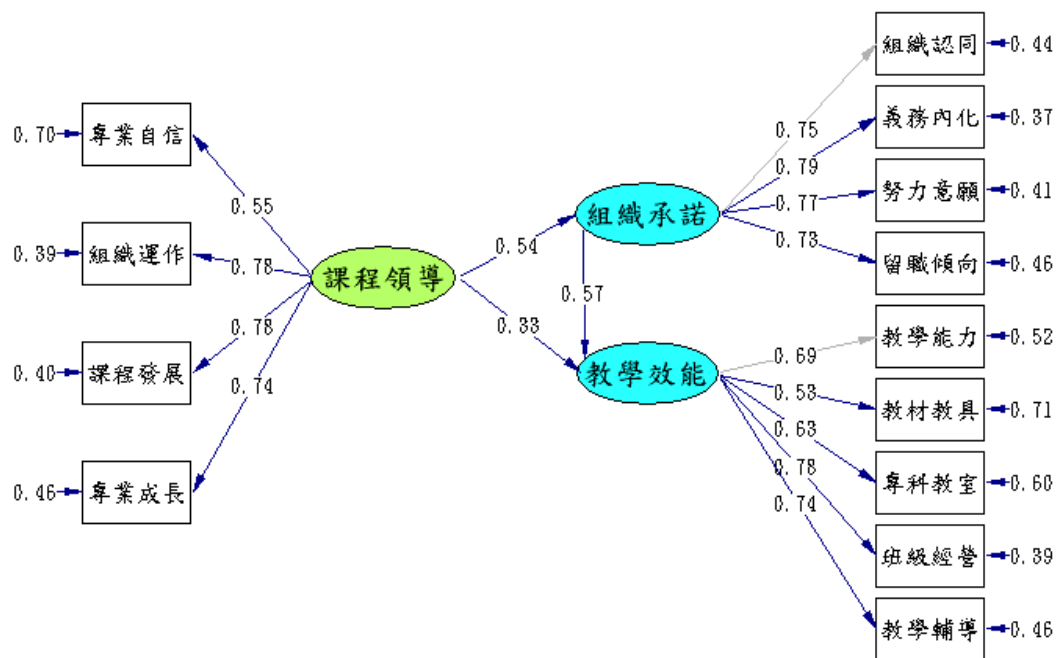 0.70
專業自信
0.39
組織運作
0.40
課程發展
0.46
專業成長
0.55
0.78
0.78
0.74
課程領導
0.54
0.33
組織承諾
0.57
教學效能
0.75
0.79
0.77
0.73
0.69
0.53
0.63
0.78
0.74
組織認同
0.44
義務內化
0.37
努力意願
0.41
留職傾向
0.46
教學能力
0.52
教材教具
0.71
專科教室
0.60
班級經營
0.39
教學輔導
0.46